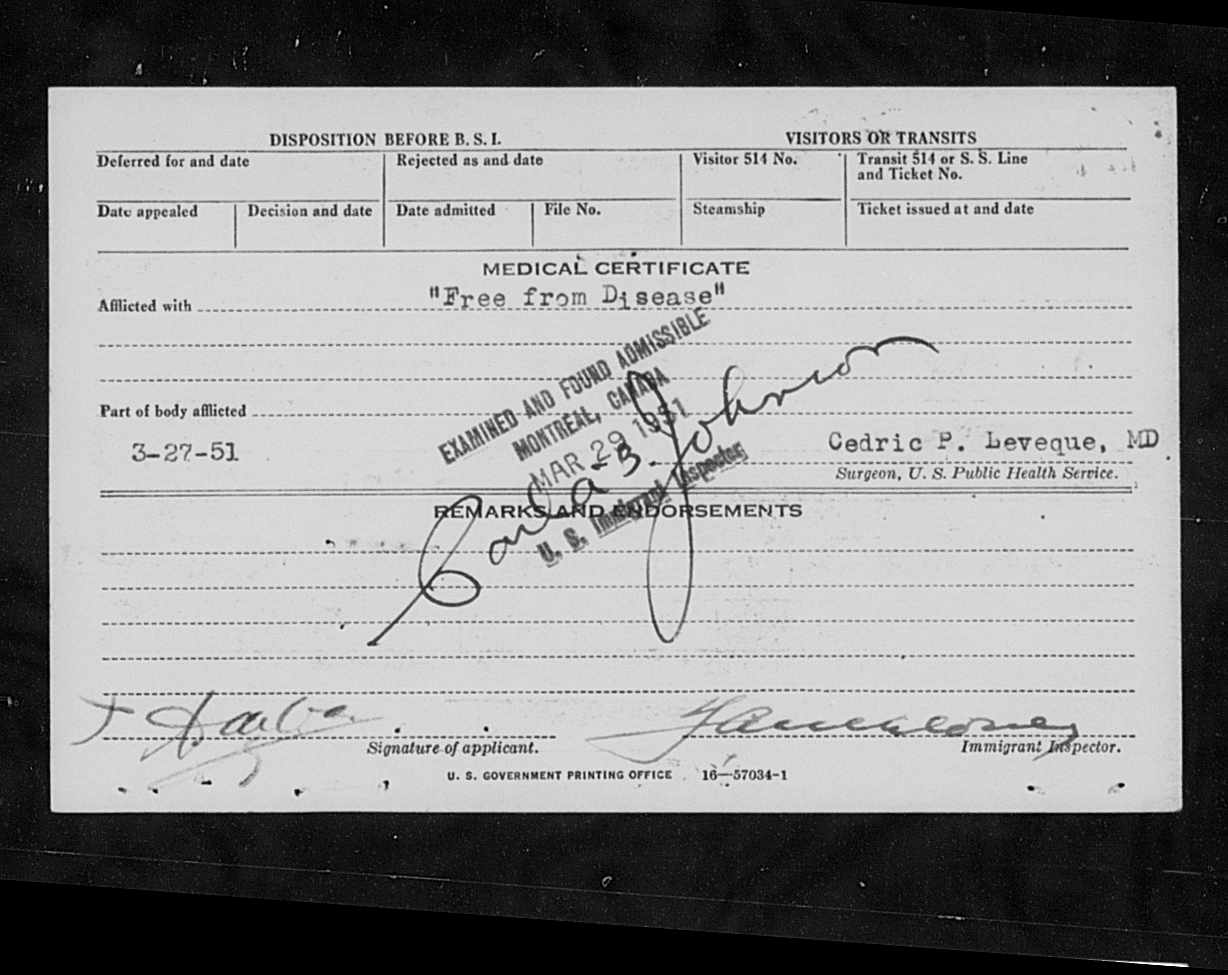 DISPOSITION BEFORE B. S. I.
VISITORS OR TRANSITS
Deferred for and date
Rejected as and date
Visitor 514 No.
Transit 514 or S. S. Line
and Ticket No.
Date appealed
Decision and date
Date admitted
File No.
Steamship
Ticket issued at and date
MEDICAL CERTIFICATE
Afflicted with "Free from Disease"
EXAMINED AND FOUND ADMISSIBLE
MONTREAL, CANADA
MAR 29 1951
U. S. Immigrant Inspector
Johnson
Part of body afflicted
3-27-51
Cedric P. Leveque, MD
Surgeon, U. S. Public Health Service.
REMARKS AND ENDORSEMENTS
Signature of applicant.
Immigrant Inspector.
U. S. GOVERNMENT PRINTING OFFICE 16—57034-1